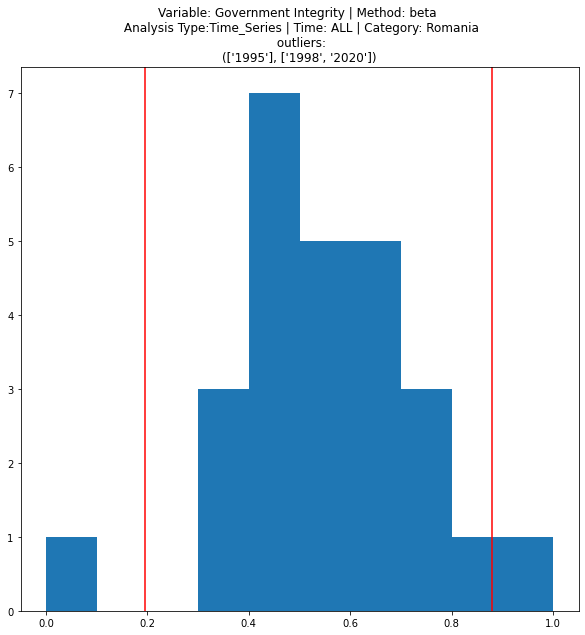 Variable: Government Integrity | Method: beta
Analysis Type:Time_Series | Time: ALL | Category: Romania
outliers:
(['1995'], ['1998', '2020'])
7
6
5
4
3
2
1
0
0.0 0.2 0.4 0.6 0.8 1.0